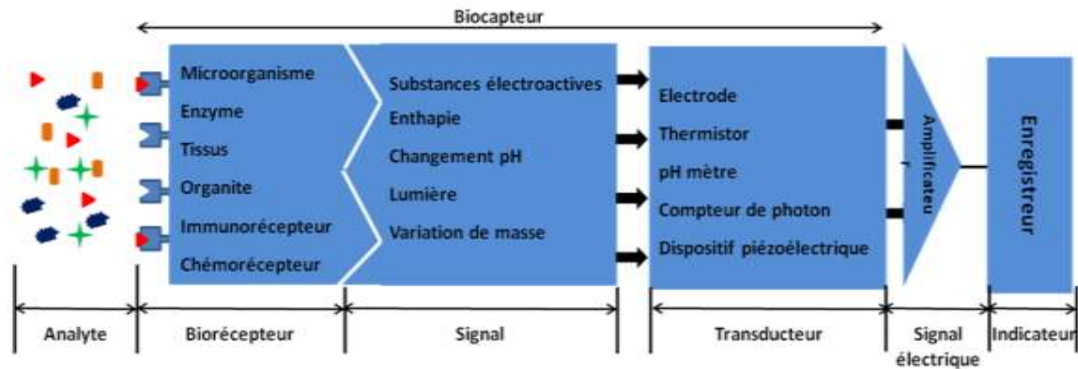 Biocapteur
Microorganisme
Enzyme
Tissus
Organite
Immunorécepteur
Chémorécepteur
Substances électroactives
Enthapie
Changement pH
Lumière
Variation de masse
Electrode
Thermistor
pH mètre
Compteur de photon
Dispositif piézoélectrique
Amplificateu
r
Enregistreur
Analyte
Biorécepteur
Signal
Transducteur
Signal
électrique
Indicateur